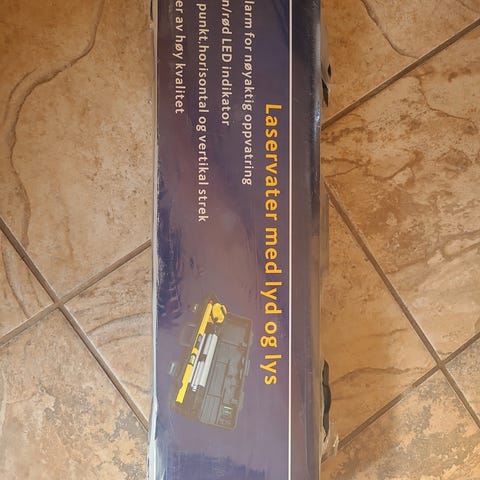 Laservater med lyd og lys
larm for nøyaktig oppvatring
n/rød LED indikator
punkt,horisontal og vertikal strek
er av høy kvalitet